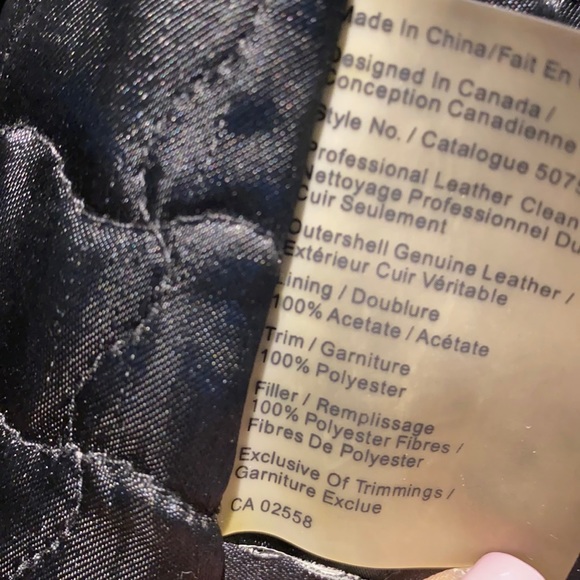 Made In China/Fait En
Designed In Canada /
Conception Canadienne
Style No. / Catalogue 507
Professional Leather Clean
Nettoyage Professionnel Du
Cuir Seulement
Outershell Genuine Leather /
Extérieur Cuir Véritable
Lining / Doublure
100% Acetate / Acétate
Trim / Garniture
100% Polyester
Filler / Remplissage
100% Polyester Fibres /
Fibres De Polyester
Exclusive Of Trimmings /
Garniture Exclue
CA 02558